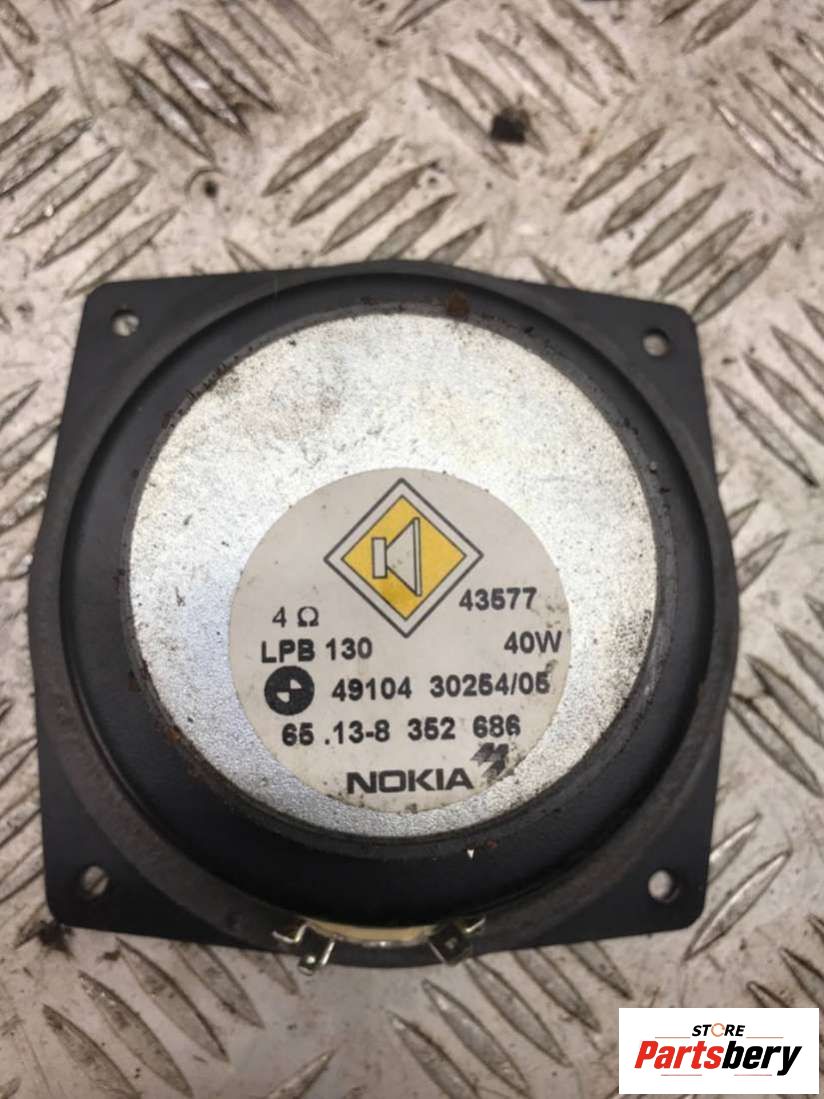 4 Ω 43577
LPB 130 40W
49104 30254/05
65 .13-8 352 686
NOKIA
STORE
Partsbery